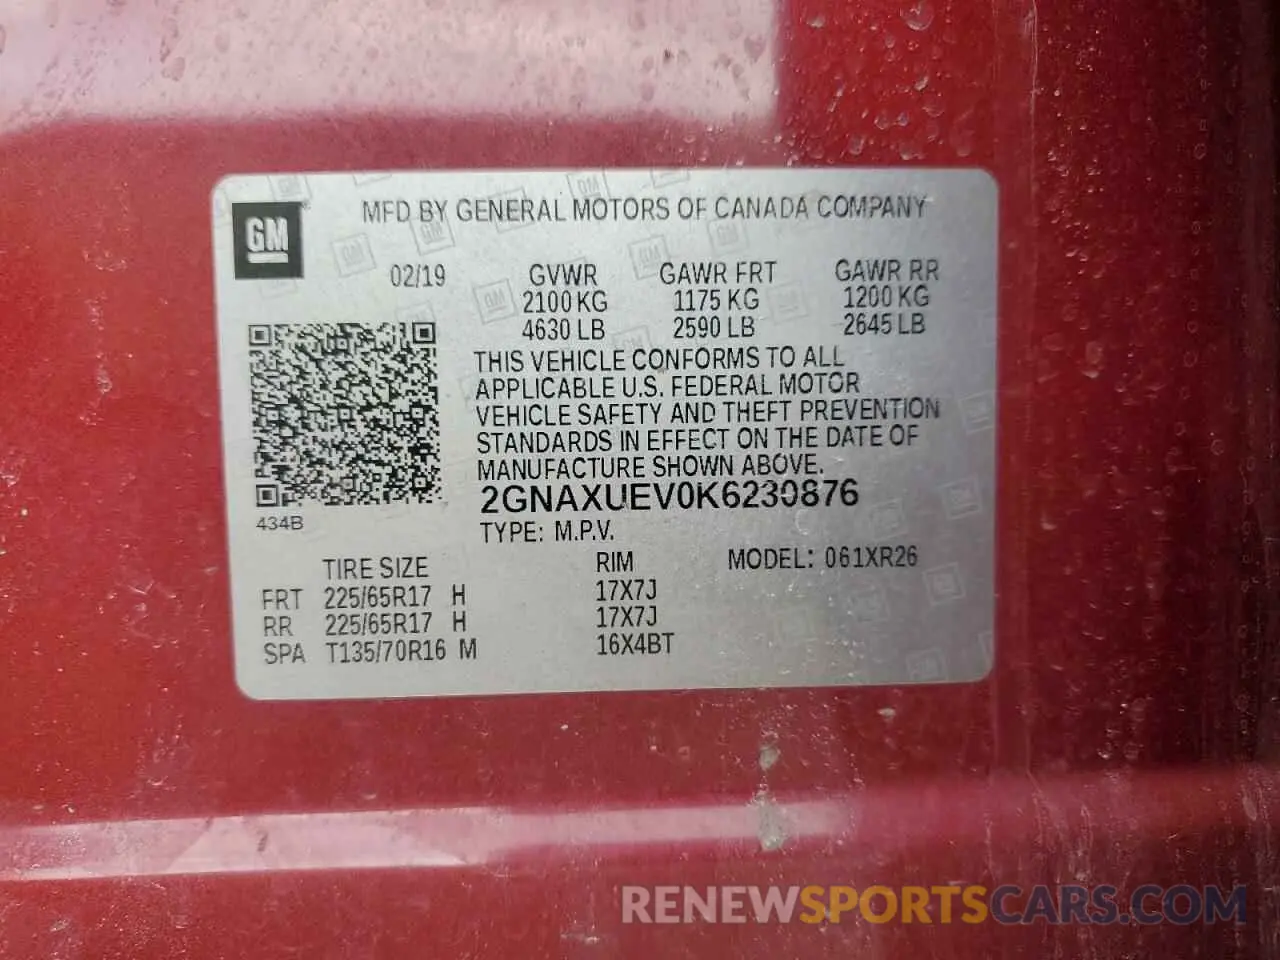 GM
MFD BY GENERAL MOTORS OF CANADA COMPANY
02/19 GVWR GAWR FRT GAWR RR
2100 KG 1175 KG 1200 KG
4630 LB 2590 LB 2645 LB
THIS VEHICLE CONFORMS TO ALL
APPLICABLE U.S. FEDERAL MOTOR
VEHICLE SAFETY AND THEFT PREVENTION
STANDARDS IN EFFECT ON THE DATE OF
MANUFACTURE SHOWN ABOVE.
2GNAXUEV0K6230876
434B
TYPE: M.P.V.
TIRE SIZE RIM MODEL: 061XR26
FRT 225/65R17 H 17X7J
RR 225/65R17 H 17X7J
SPA T135/70R16 M 16X4BT
RENEWSPORTSCARS.COM